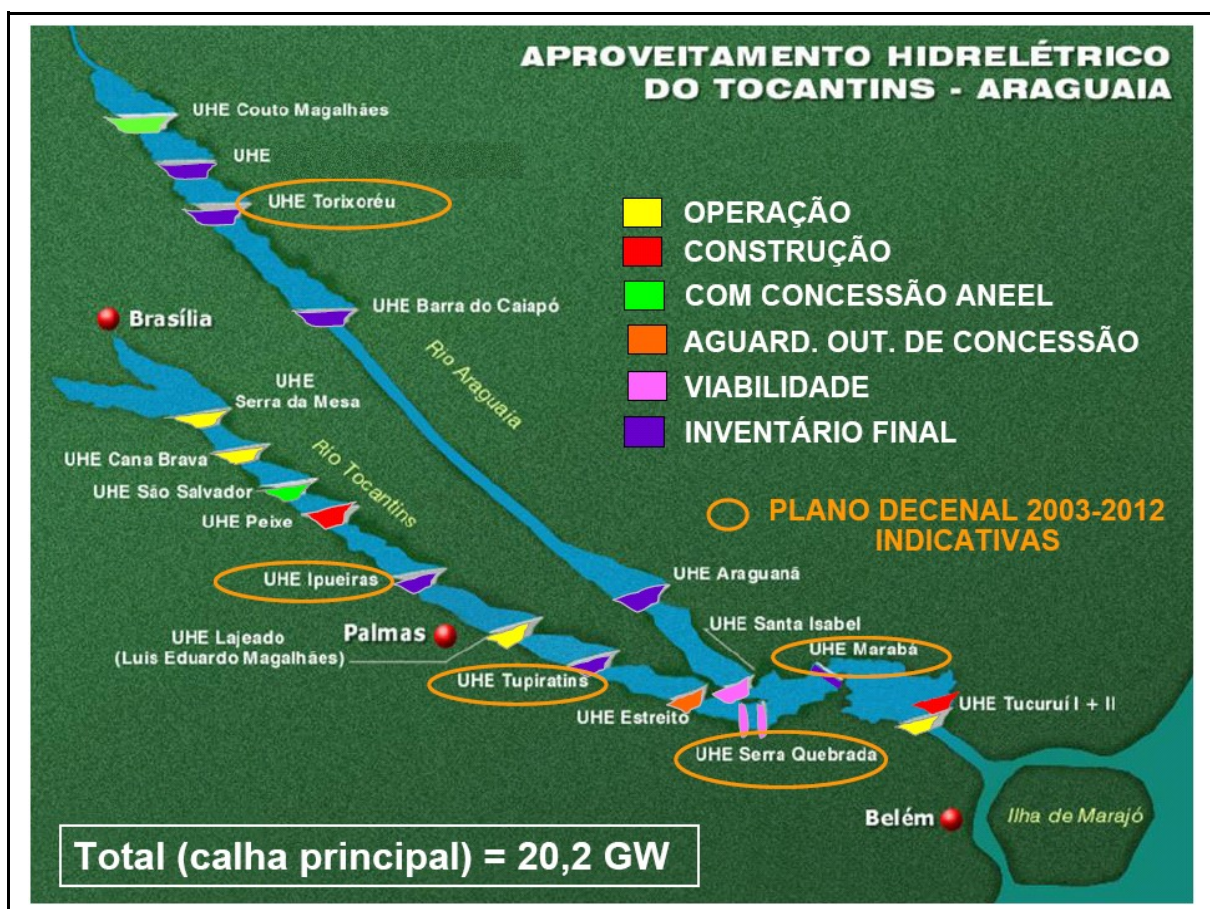 APROVEITAMENTO HIDRELÉTRICO
DO TOCANTINS - ARAGUAIA
UHE Couto Magalhães
UHE
UHE Torixoréu
OPERAÇÃO
CONSTRUÇÃO
COM CONCESSÃO ANEEL
AGUARD. OUT. DE CONCESSÃO
VIABILIDADE
INVENTÁRIO FINAL
UHE Barra do Caiapó
Brasília
Rio Araguaia
UHE
Serra da Mesa
Rio Tocantins
UHE Cana Brava
UHE São Salvador
UHE Peixe
PLANO DECENAL 2003-2012
INDICATIVAS
UHE Ipueiras
UHE Araguanã
UHE Santa Isabel
UHE Lajeado
(Luis Eduardo Magalhães)
Palmas
UHE Marabá
UHE Tupiratins
UHE Estreito
UHE Tucuruí I + II
UHE Serra Quebrada
Belém
Ilha de Marajó
Total (calha principal) = 20,2 GW